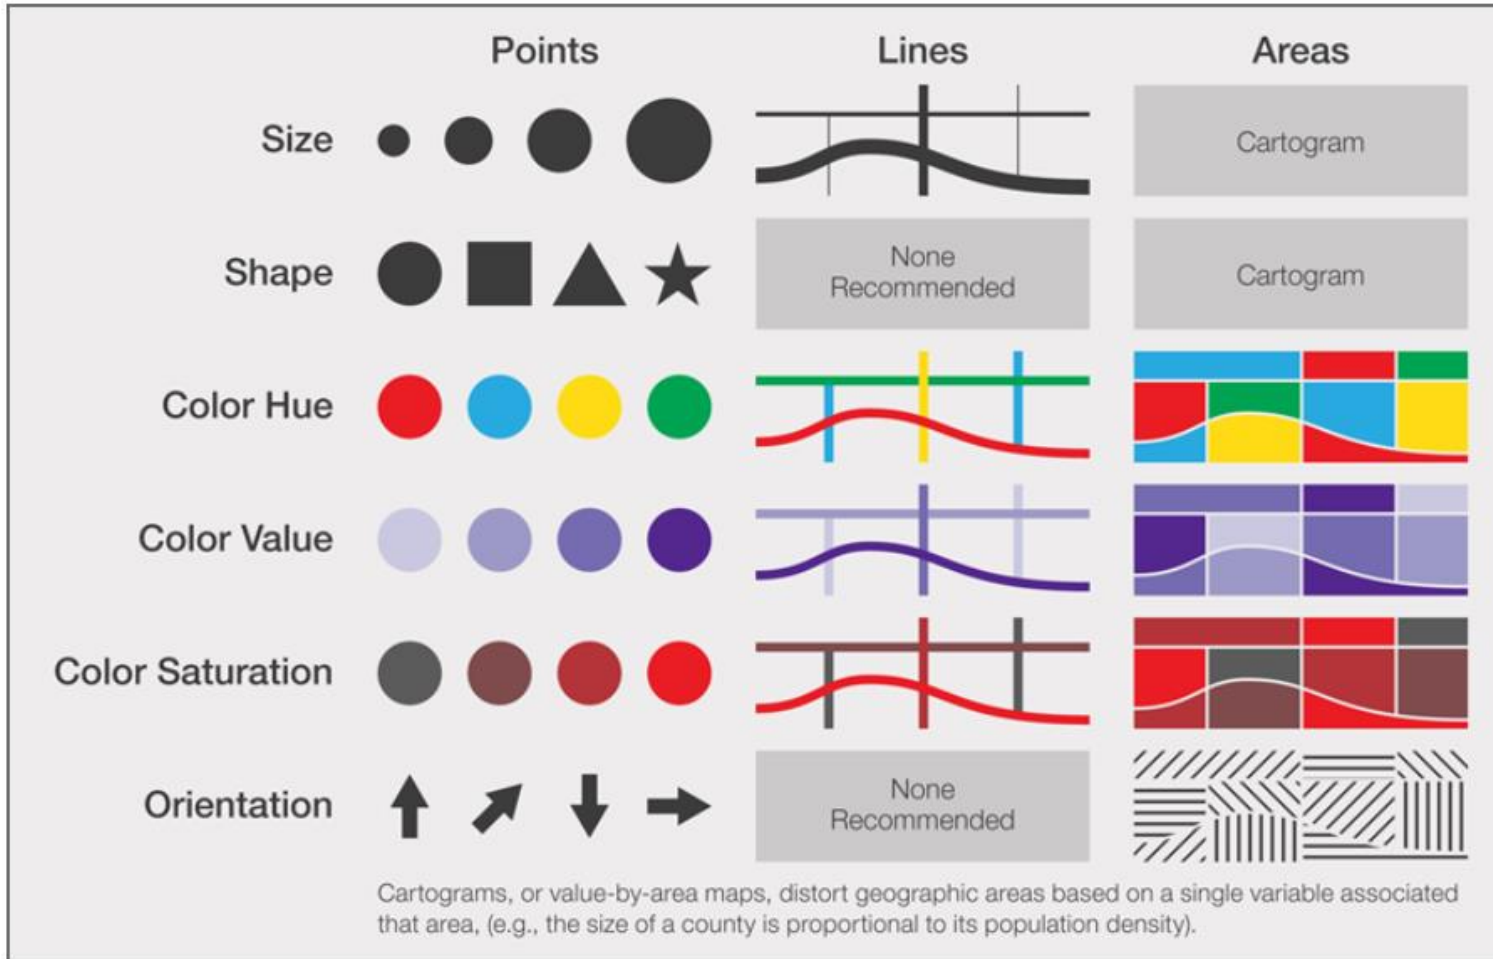 Points Lines Areas
Size
Cartogram
Shape
None
Recommended
Cartogram
Color Hue
Color Value
Color Saturation
Orientation
None
Recommended
Cartograms, or value-by-area maps, distort geographic areas based on a single variable associated
that area, (e.g., the size of a county is proportional to its population density).